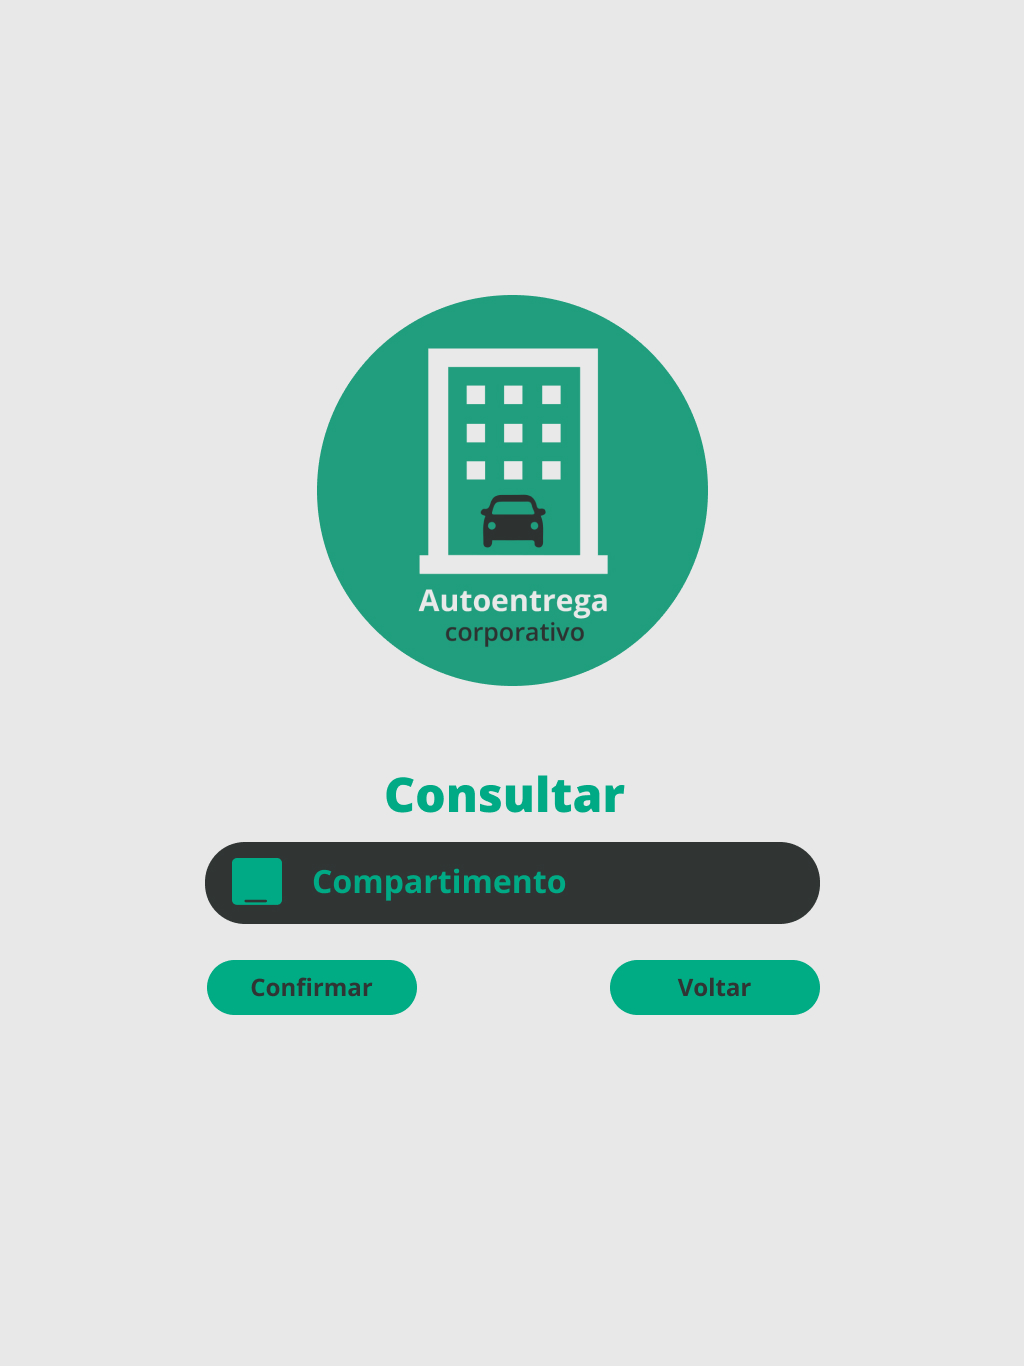 Autoentrega
corporativo
Consultar
Compartimento
Confirmar
Voltar